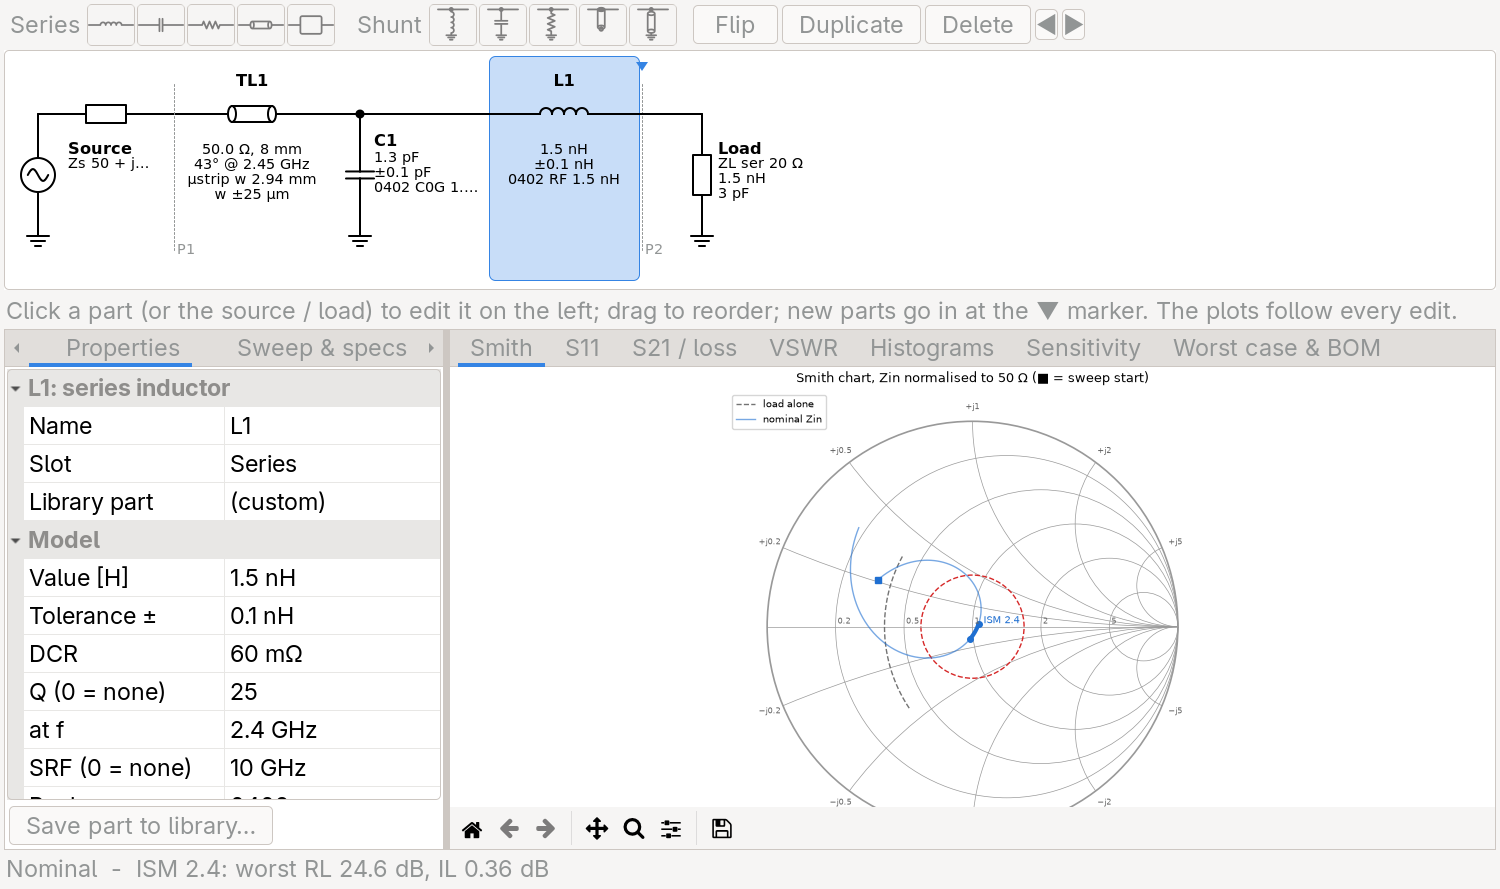 Series
Shunt
Flip
Duplicate
Delete
TL1
L1
Source
Zs 50 + j...
50.0 Ω, 8 mm
43° @ 2.45 GHz
μstrip w 2.94 mm
w ±25 μm
C1
1.3 pF
±0.1 pF
0402 C0G 1....
1.5 nH
±0.1 nH
0402 RF 1.5 nH
Load
ZL ser 20 Ω
1.5 nH
3 pF
P1
P2
Click a part (or the source / load) to edit it on the left; drag to reorder; new parts go in at the ▼ marker. The plots follow every edit.
Properties
Sweep & specs
Smith
S11
S21 / loss
VSWR
Histograms
Sensitivity
Worst case & BOM
L1: series inductor
Name L1
Slot Series
Library part (custom)
Model
Value [H] 1.5 nH
Tolerance ± 0.1 nH
DCR 60 mΩ
Q (0 = none) 25
at f 2.4 GHz
SRF (0 = none) 10 GHz
Save part to library...
Smith chart, Zin normalised to 50 Ω (■ = sweep start)
load alone
nominal Zin
+j1
+j0.5
+j2
+j0.2
+j5
0.2
0.5
1
ISM 2.4
2
5
−j0.2
−j5
−j0.5
−j2
Nominal - ISM 2.4: worst RL 24.6 dB, IL 0.36 dB